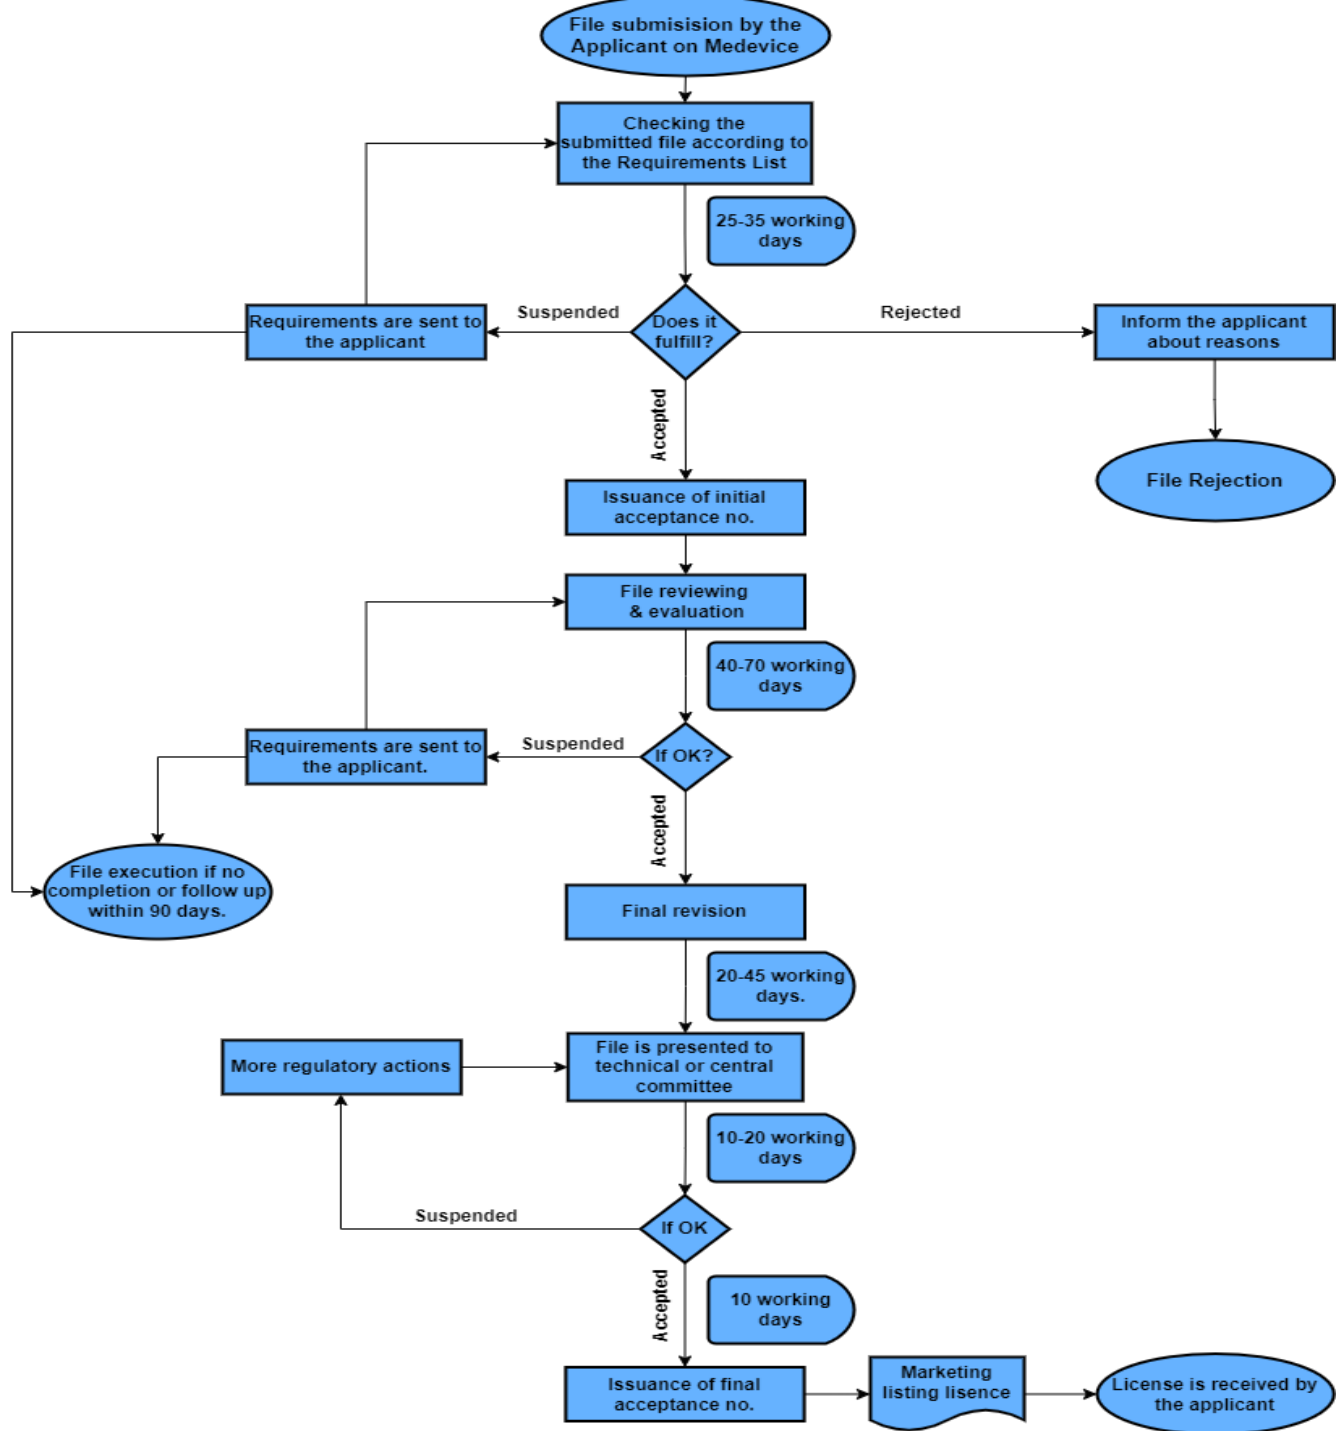 File submisision by the
Applicant on Medevice
Checking the
submitted file according to
the Requirements List
25-35 working
days
Suspended
Does it
fulfill?
Rejected
Requirements are sent to
the applicant
Inform the applicant
about reasons
Accepted
File Rejection
Issuance of initial
acceptance no.
File reviewing
& evaluation
40-70 working
days
Requirements are sent to
the applicant.
Suspended
If OK?
Accepted
File execution if no
completion or follow up
within 90 days.
Final revision
20-45 working
days.
More regulatory actions
File is presented to
technical or central
committee
10-20 working
days
Suspended
If OK
Accepted
10 working
days
Issuance of final
acceptance no.
Marketing
listing lisence
License is received by
the applicant